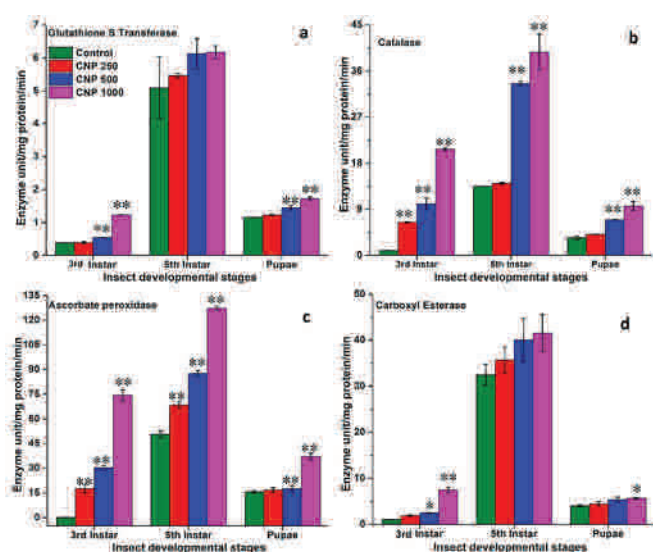 Glutathione S Transferase
a
Control
CNP 250
CNP 500
CNP 1000
Enzyme unit/mg protein/min
7
6
5
4
3
2
1
0
** ** ** **
3rd Instar 5th Instar Pupae
Insect developmental stages
Catalase
b
Enzyme unit/mg protein/min
45
36
27
18
9
0
** ** ** ** ** ** **
3rd Instar 5th Instar Pupae
Insect developmental stages
Ascorbate peroxidase
c
Enzyme unit/mg protein/min
135
120
105
90
75
60
45
30
15
0
** ** ** ** ** ** ** **
3rd Instar 5th Instar Pupae
Insect developmental stages
Carboxyl Esterase
d
Enzyme unit/mg protein/min
50
40
30
20
10
0
* ** *
3rd Instar 5th Instar Pupae
Insect developmental stages